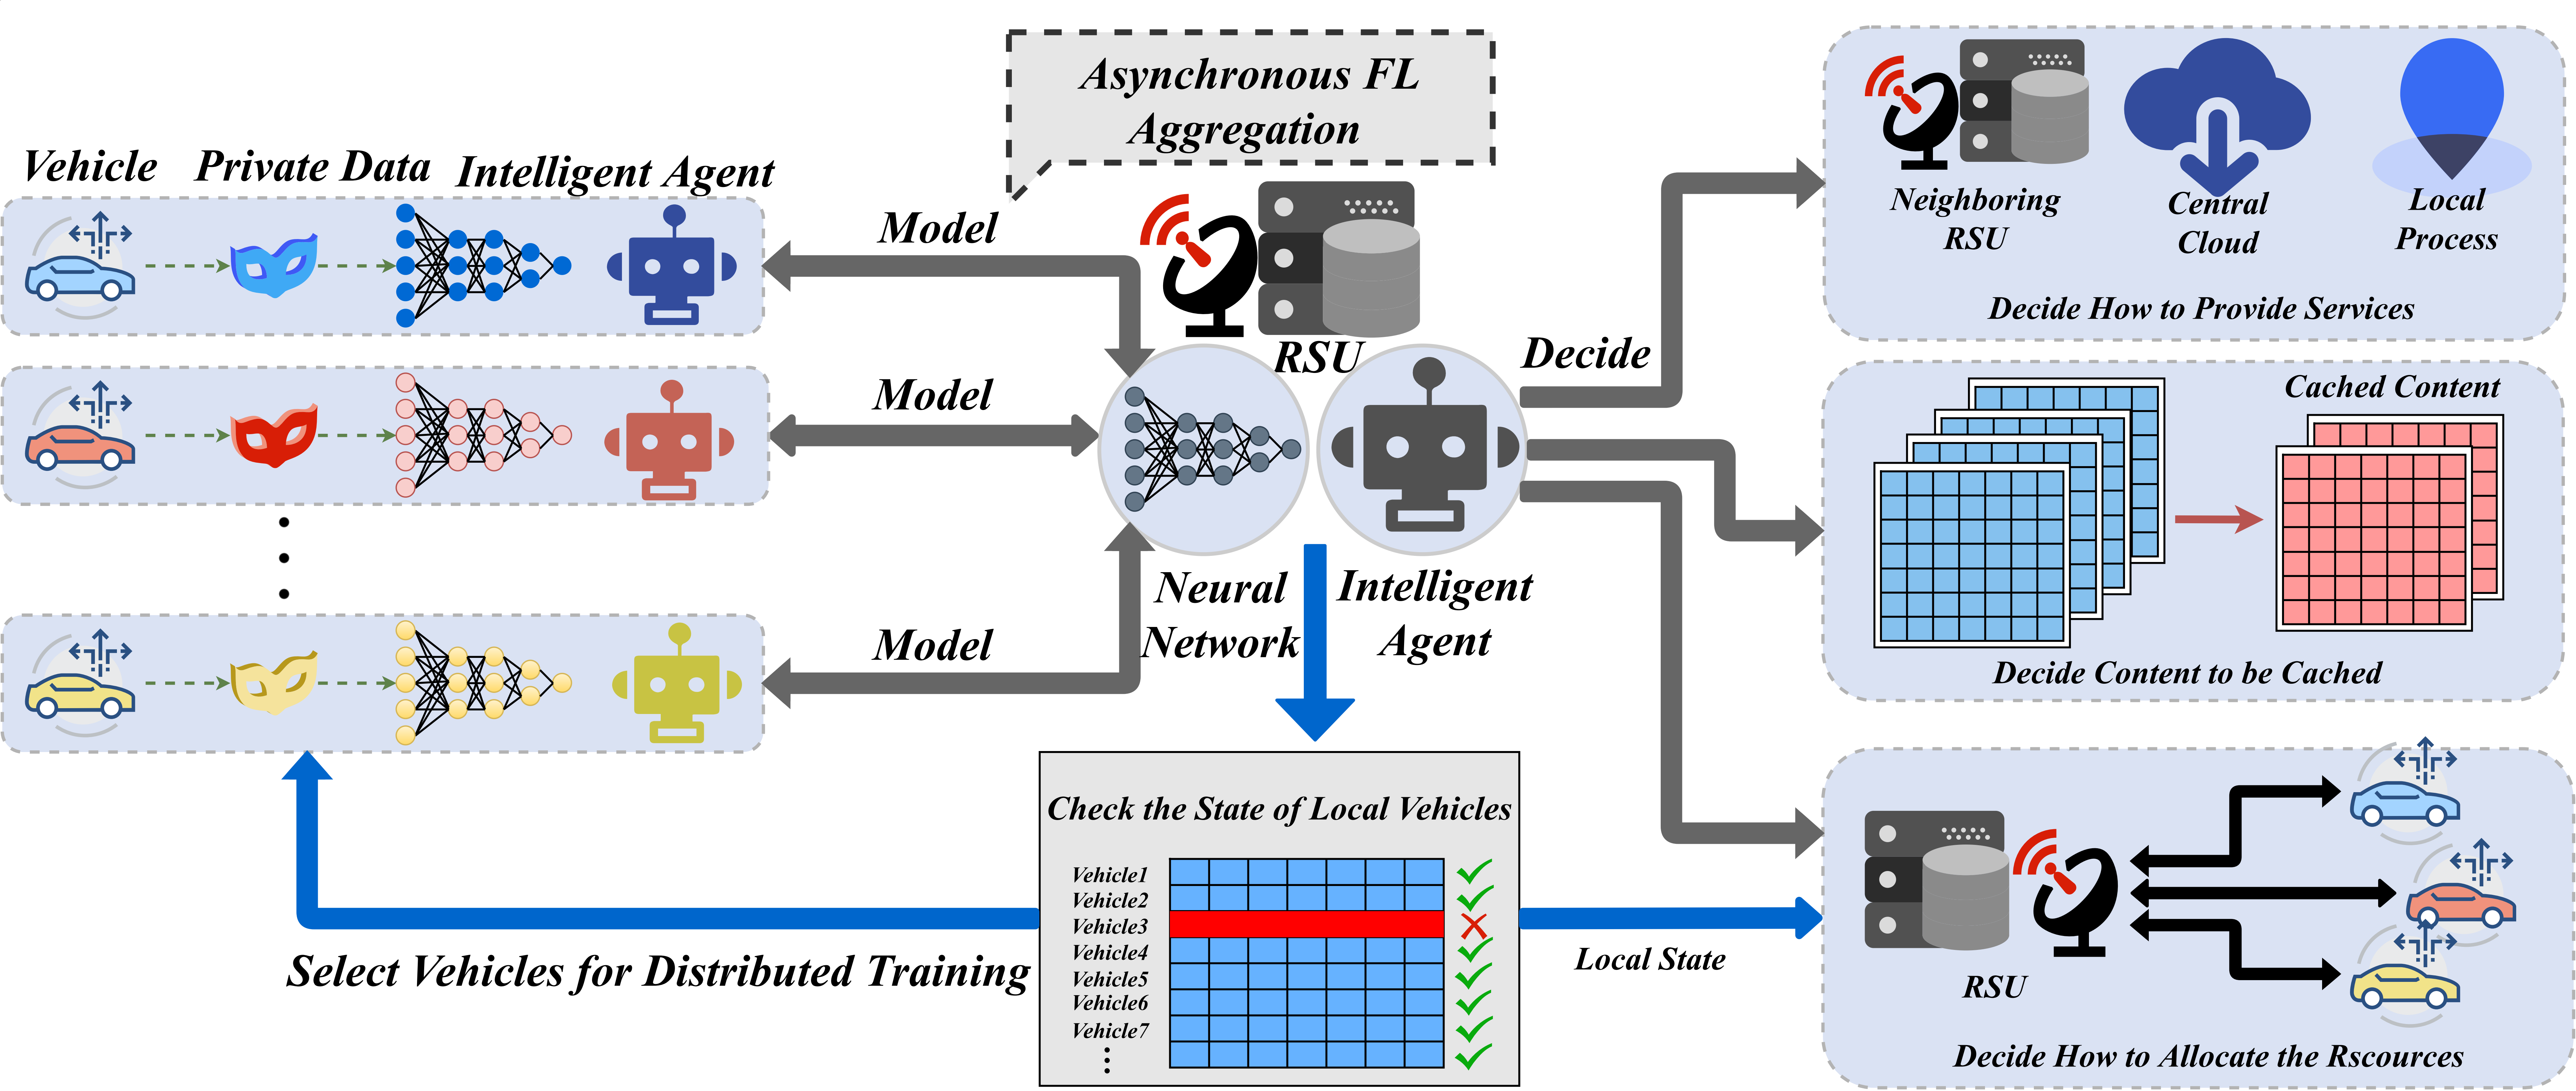 Asynchronous FL
Aggregation
Vehicle
Private Data
Intelligent Agent
Model
Model
Model
RSU
Neural
Network
Intelligent
Agent
Decide
Neighboring
RSU
Central
Cloud
Local
Process
Decide How to Provide Services
Cached Content
Decide Content to be Cached
Check the State of Local Vehicles
Vehicle1
Vehicle2
Vehicle3
Vehicle4
Vehicle5
Vehicle6
Vehicle7
Select Vehicles for Distributed Training
Local State
RSU
Decide How to Allocate the Rscources